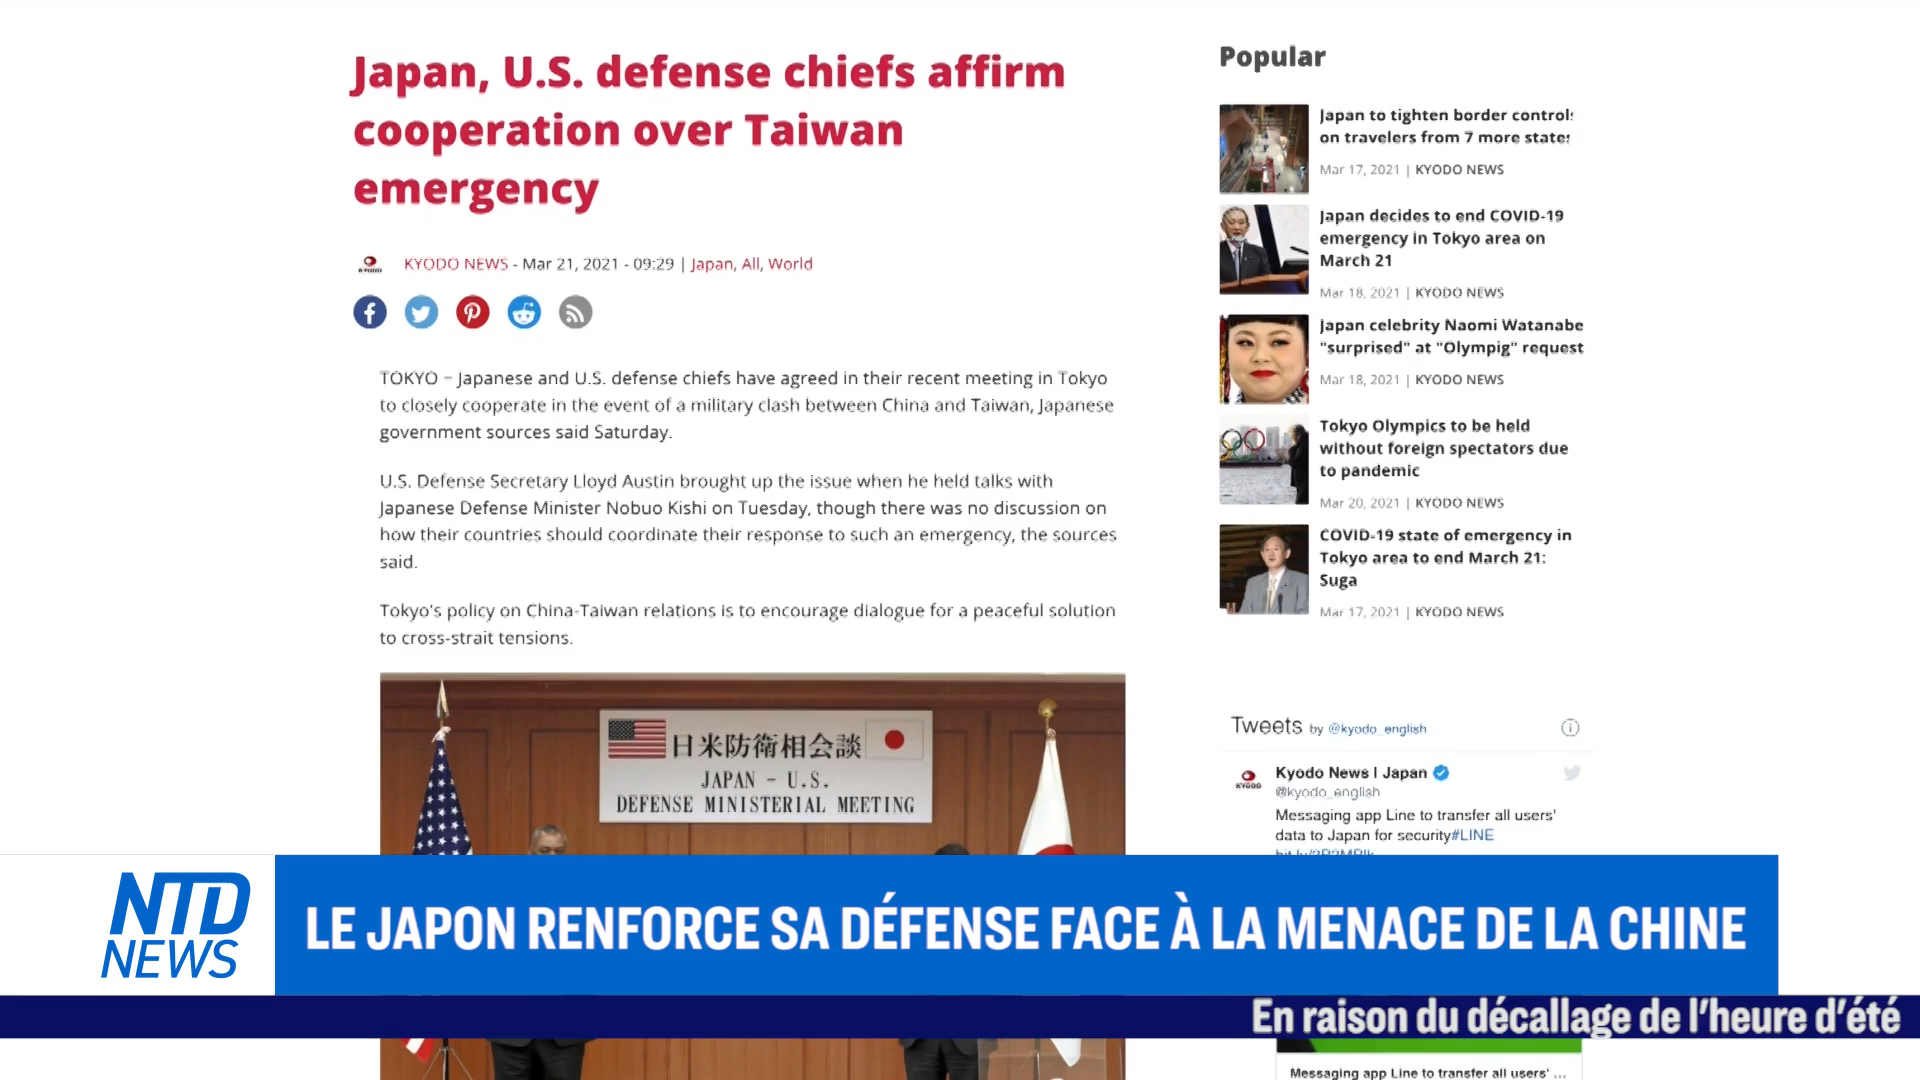 Japan, U.S. defense chiefs affirm
cooperation over Taiwan
emergency
KYODO
KYODO NEWS - Mar 21, 2021 - 09:29 | Japan, All, World
TOKYO – Japanese and U.S. defense chiefs have agreed in their recent meeting in Tokyo
to closely cooperate in the event of a military clash between China and Taiwan, Japanese
government sources said Saturday.
U.S. Defense Secretary Lloyd Austin brought up the issue when he held talks with
Japanese Defense Minister Nobuo Kishi on Tuesday, though there was no discussion on
how their countries should coordinate their response to such an emergency, the sources
said.
Tokyo's policy on China-Taiwan relations is to encourage dialogue for a peaceful solution
to cross-strait tensions.
日米防衛相会談
JAPAN - U.S.
DEFENSE MINISTERIAL MEETING
Popular
Japan to tighten border controls
on travelers from 7 more states
Mar 17, 2021 | KYODO NEWS
Japan decides to end COVID-19
emergency in Tokyo area on
March 21
Mar 18, 2021 | KYODO NEWS
Japan celebrity Naomi Watanabe
"surprised" at "Olympig" request
Mar 18, 2021 | KYODO NEWS
Tokyo Olympics to be held
without foreign spectators due
to pandemic
Mar 20, 2021 | KYODO NEWS
COVID-19 state of emergency in
Tokyo area to end March 21:
Suga
Mar 17, 2021 | KYODO NEWS
Tweets by @kyodo_english
KYODO
Kyodo News | Japan
@kyodo_english
Messaging app Line to transfer all users'
data to Japan for security#LINE
NTD
NEWS
LE JAPON RENFORCE SA DÉFENSE FACE À LA MENACE DE LA CHINE
En raison du décallage de l'heure d'été
Messaging app Line to transfer all users' ...